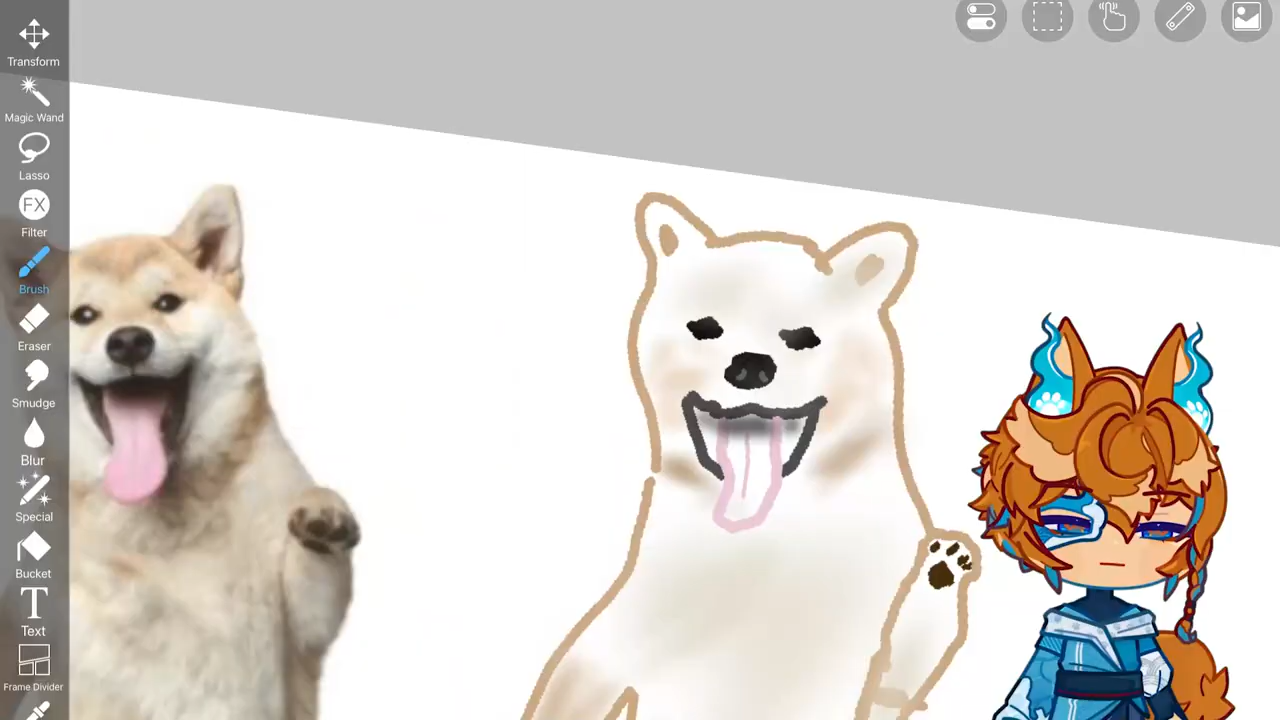 Transform
Magic Wand
Lasso
FX
Filter
Brush
Eraser
Smudge
Blur
Special
Bucket
T
Text
Frame Divider